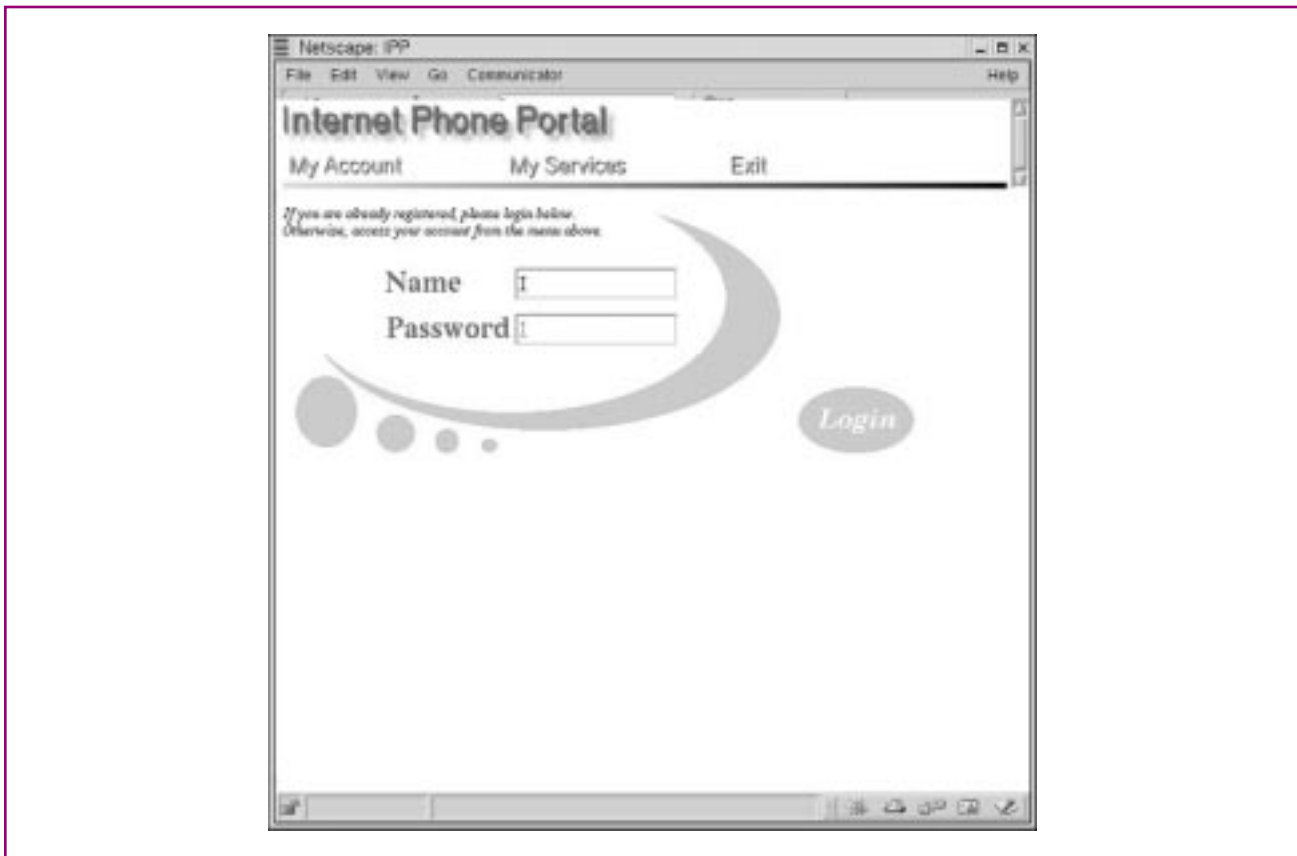 Netscape: IPP
File Edit View Go Communicator Help
Internet Phone Portal
My Account My Services Exit
If you are already registered, please login below.
Otherwise, access your account from the menu above.
Name
Password
Login